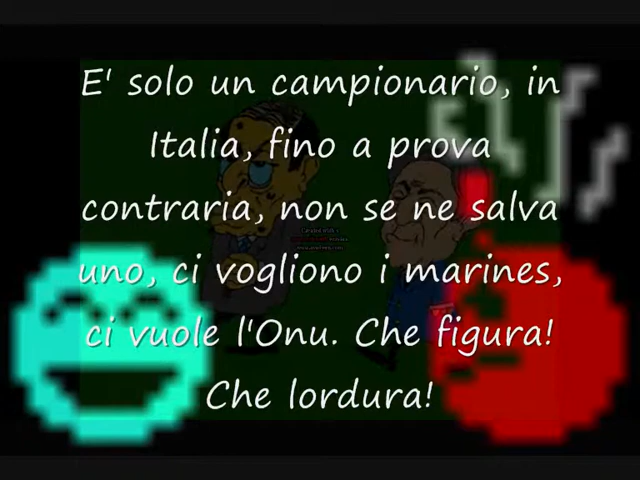 E' solo un campionario, in
Italia, fino a prova
contraria, non se ne salva
uno, ci vogliono i marines,
ci vuole l'Onu. Che figura!
Che lordura!